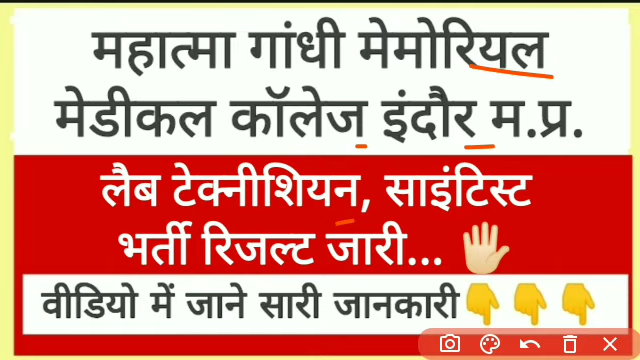 महात्मा गांधी मेमोरियल
मेडीकल कॉलेज इंदौर म.प्र.
लैब टेक्नीशियन, साइंटिस्ट
भर्ती रिजल्ट जारी...
वीडियो में जाने सारी जानकारी